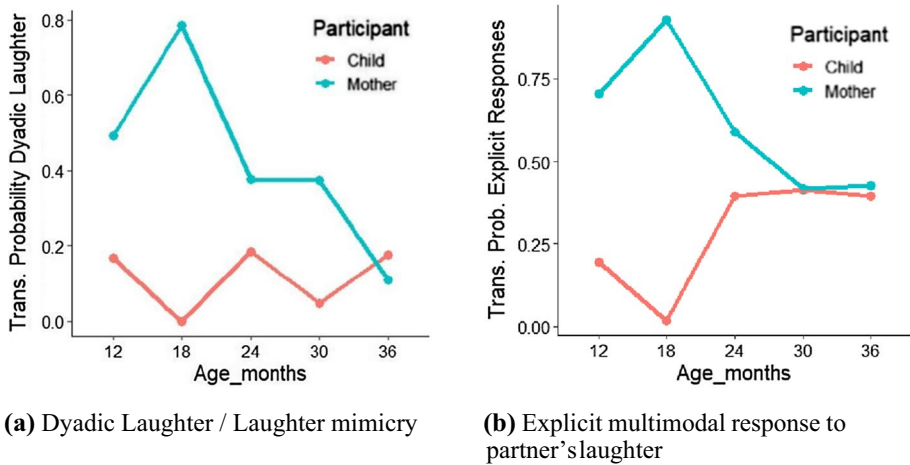 Trans. Probability Dyadic Laughter
0.8
0.6
0.4
0.2
0.0
12 18 24 30 36
Age_months
Participant
Child
Mother
(a) Dyadic Laughter / Laughter mimicry
Trans. Prob. Explicit Responses
0.75
0.50
0.25
0.00
12 18 24 30 36
Age_months
Participant
Child
Mother
(b) Explicit multimodal response to
partner'slaughter